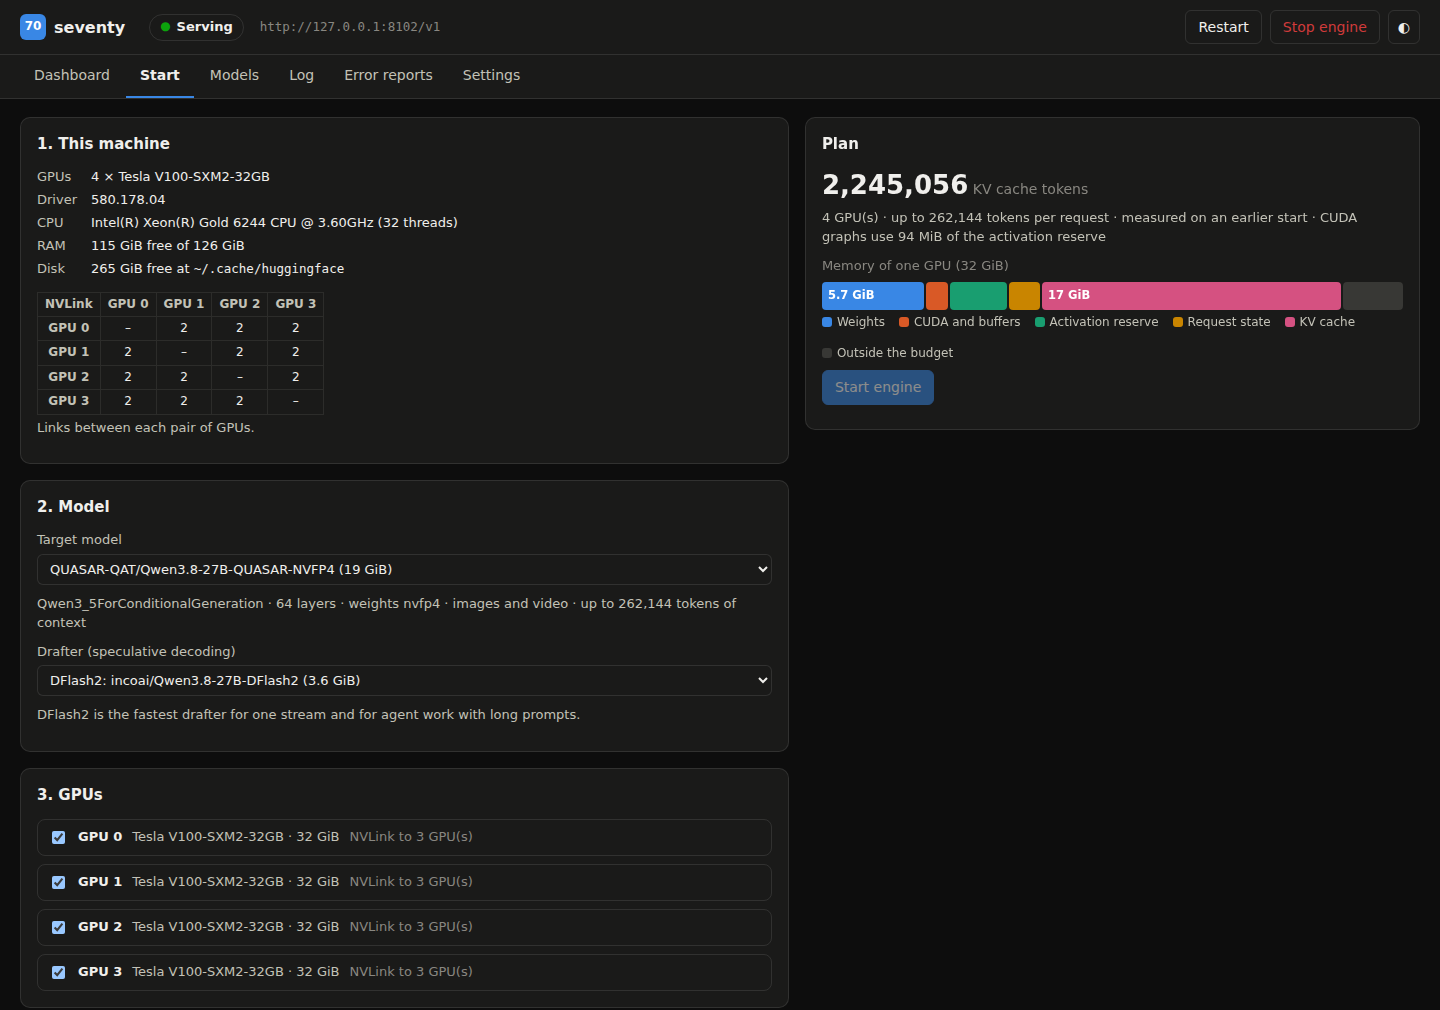 70 seventy Serving http://127.0.0.1:8102/v1 Restart Stop engine
Dashboard Start Models Log Error reports Settings
1. This machine
GPUs 4 × Tesla V100-SXM2-32GB
Driver 580.178.04
CPU Intel(R) Xeon(R) Gold 6244 CPU @ 3.60GHz (32 threads)
RAM 115 GiB free of 126 GiB
Disk 265 GiB free at ~/.cache/huggingface
NVLink GPU 0 GPU 1 GPU 2 GPU 3
GPU 0 – 2 2 2
GPU 1 2 – 2 2
GPU 2 2 2 – 2
GPU 3 2 2 2 –
Links between each pair of GPUs.
2. Model
Target model
QUASAR-QAT/Qwen3.8-27B-QUASAR-NVFP4 (19 GiB)
Qwen3_5ForConditionalGeneration · 64 layers · weights nvfp4 · images and video · up to 262,144 tokens of
context
Drafter (speculative decoding)
DFlash2: incoai/Qwen3.8-27B-DFlash2 (3.6 GiB)
DFlash2 is the fastest drafter for one stream and for agent work with long prompts.
3. GPUs
GPU 0 Tesla V100-SXM2-32GB · 32 GiB NVLink to 3 GPU(s)
GPU 1 Tesla V100-SXM2-32GB · 32 GiB NVLink to 3 GPU(s)
GPU 2 Tesla V100-SXM2-32GB · 32 GiB NVLink to 3 GPU(s)
GPU 3 Tesla V100-SXM2-32GB · 32 GiB NVLink to 3 GPU(s)
Plan
2,245,056 KV cache tokens
4 GPU(s) · up to 262,144 tokens per request · measured on an earlier start · CUDA
graphs use 94 MiB of the activation reserve
Memory of one GPU (32 GiB)
5.7 GiB 17 GiB
Weights CUDA and buffers Activation reserve Request state KV cache
Outside the budget
Start engine